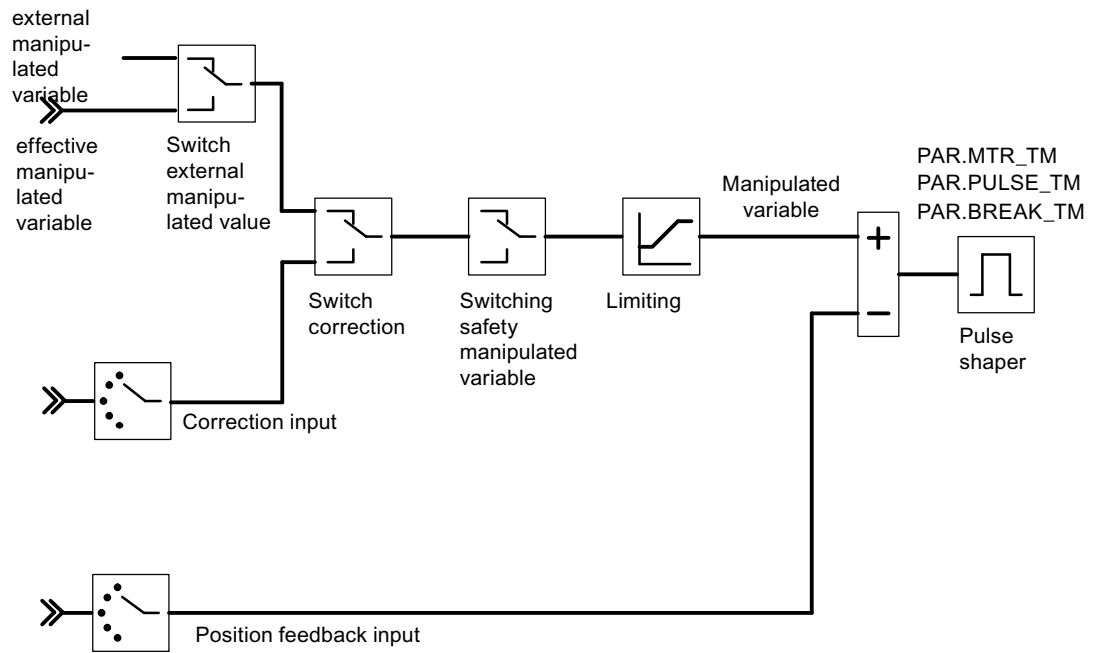 external
manipu-
lated
variable
effective
manipu-
lated
variable
Switch
external
manipu-
lated value
Switch
correction
Switching
safety
manipulated
variable
Limiting
Manipulated
variable
+
−
PAR.MTR_TM
PAR.PULSE_TM
PAR.BREAK_TM
Pulse
shaper
Correction input
Position feedback input